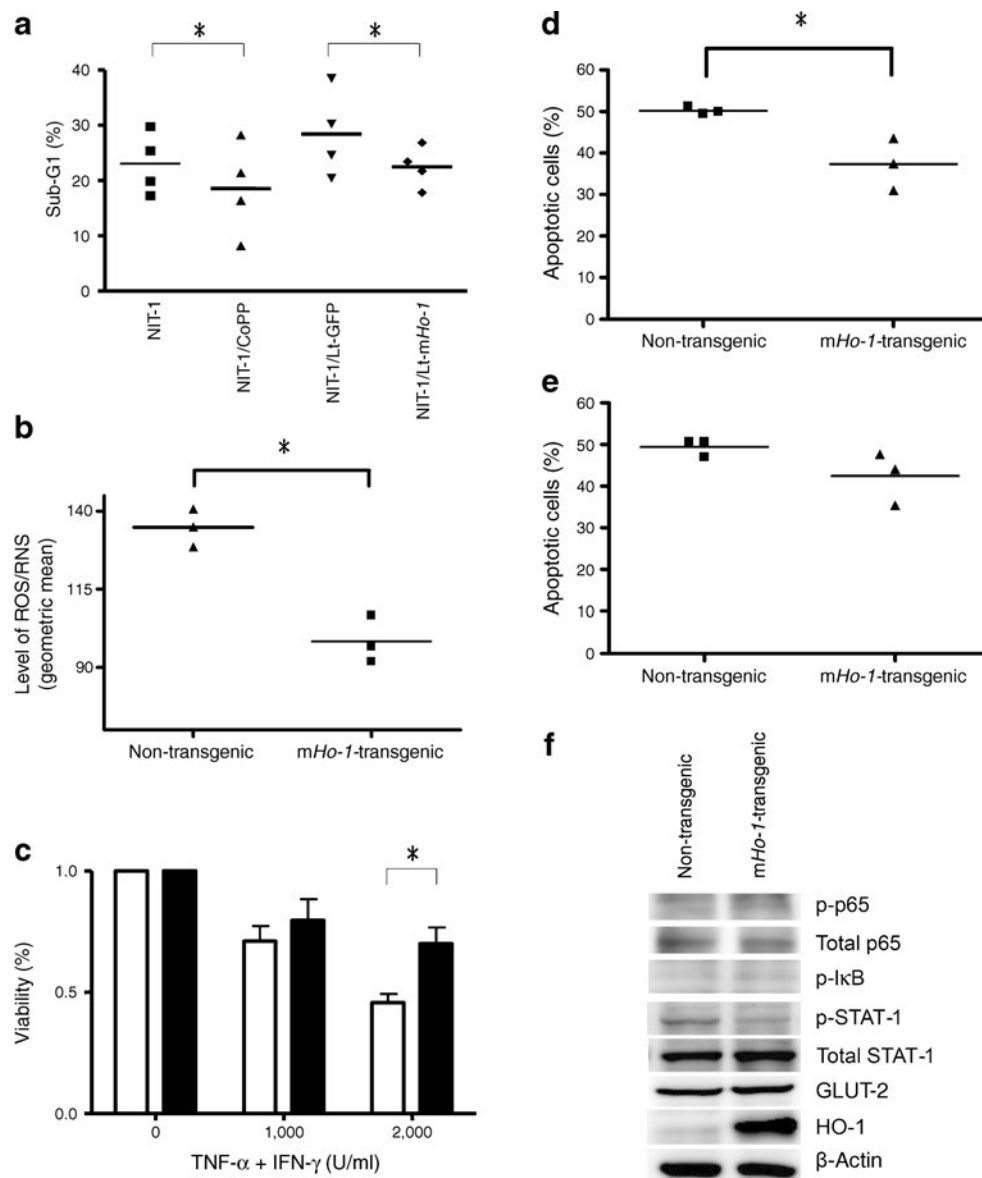 a
*
*
40
30
20
10
0
Sub-G1 (%)
NIT-1
NIT-1/CoPP
NIT-1/Lt-GFP
NIT-1/Lt-mHo-1
b
*
140
115
90
Level of ROS/RNS
(geometric mean)
Non-transgenic
mHo-1-transgenic
c
*
1.0
0.5
0.0
Viability (%)
0
1,000
2,000
TNF-α + IFN-γ (U/ml)
d
*
60
50
40
30
20
10
0
Apoptotic cells (%)
Non-transgenic
mHo-1-transgenic
e
60
50
40
30
20
10
0
Apoptotic cells (%)
Non-transgenic
mHo-1-transgenic
f
Non-transgenic
mHo-1-transgenic
p-p65
Total p65
p-IκB
p-STAT-1
Total STAT-1
GLUT-2
HO-1
β-Actin